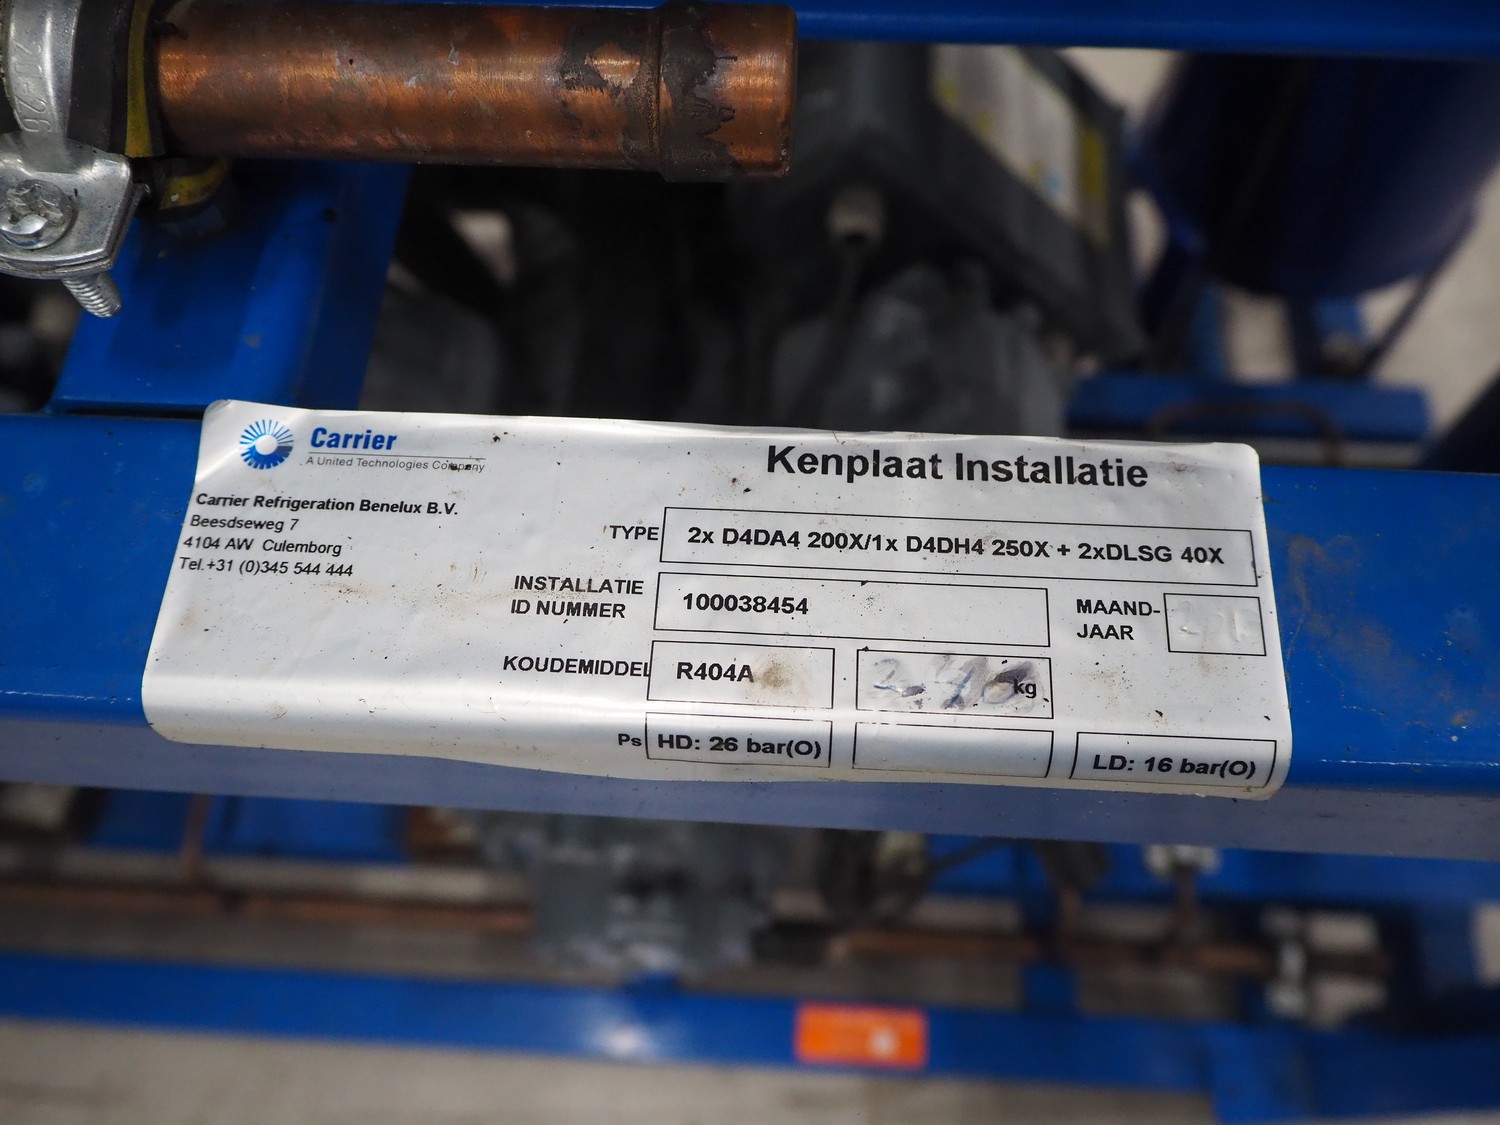 Carrier
A United Technologies Company
Kenplaat Installatie
Carrier Refrigeration Benelux B.V.
Beesdseweg 7
4104 AW Culemborg
Tel.+31 (0)345 544 444
TYPE 2x D4DA4 200X/1x D4DH4 250X + 2xDLSG 40X
INSTALLATIE
ID NUMMER 100038454
MAAND-
JAAR
KOUDEMIDDEL R404A kg
Ps HD: 26 bar(O) LD: 16 bar(O)